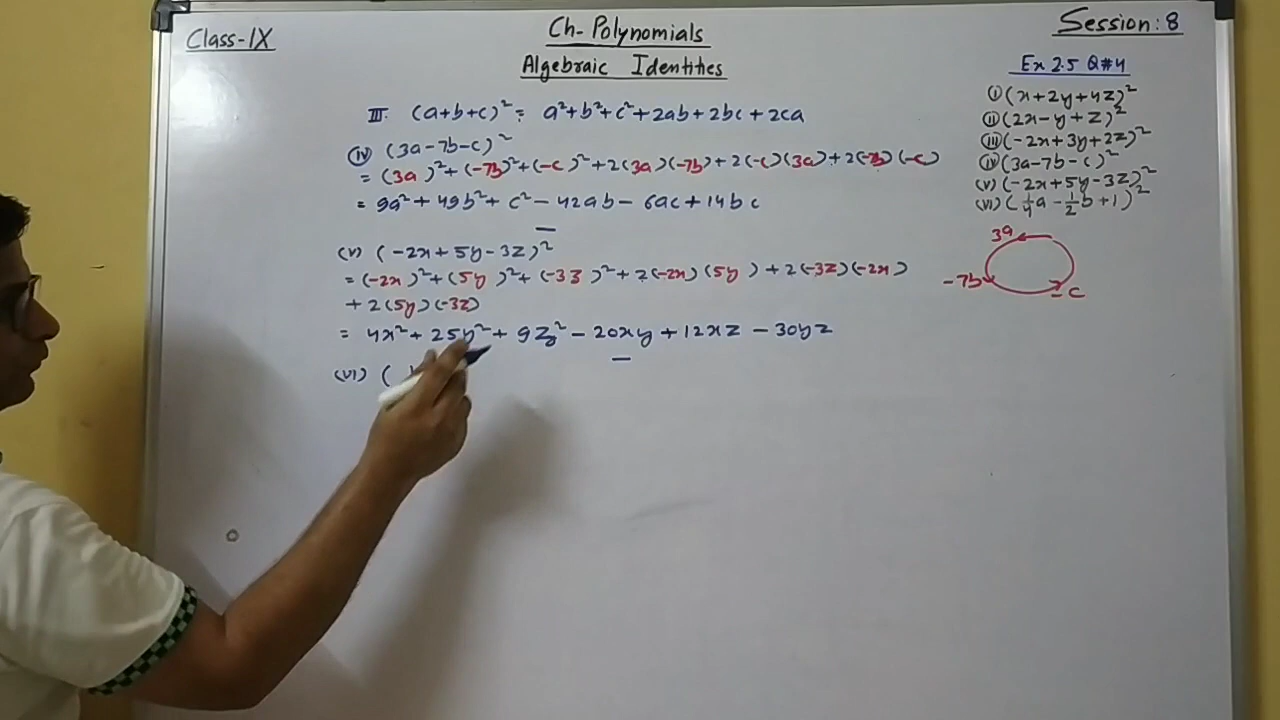 Class-IX
Ch- Polynomials
Session: 8
Algebraic Identities
III. (a+b+c)² = a²+b²+c²+2ab+2bc+2ca
(iv) (3a-7b-c)²
= (3a)²+(-7b)²+(-c)²+2(3a)(-7b)+2(-c)(3a)+2(-7b)(-c)
= 9a²+49b²+c²-42ab-6ac+14bc
(v) (-2x+5y-3z)²
= (-2x)²+(5y)²+(-3z)²+2(-2x)(5y)+2(-3z)(-2x)
+2(5y)(-3z)
= 4x²+25y²+9z²-20xy+12xz-30yz
(vi) (
Ex 2.5 Q#4
(i) (x+2y+4z)²
(ii) (2x-y+z)²
(iii) (-2x+3y+2z)²
(iv) (3a-7b-c)²
(v) (-2x+5y-3z)²
(vi) (¼a-½b+1)²
3a
-7b
-c